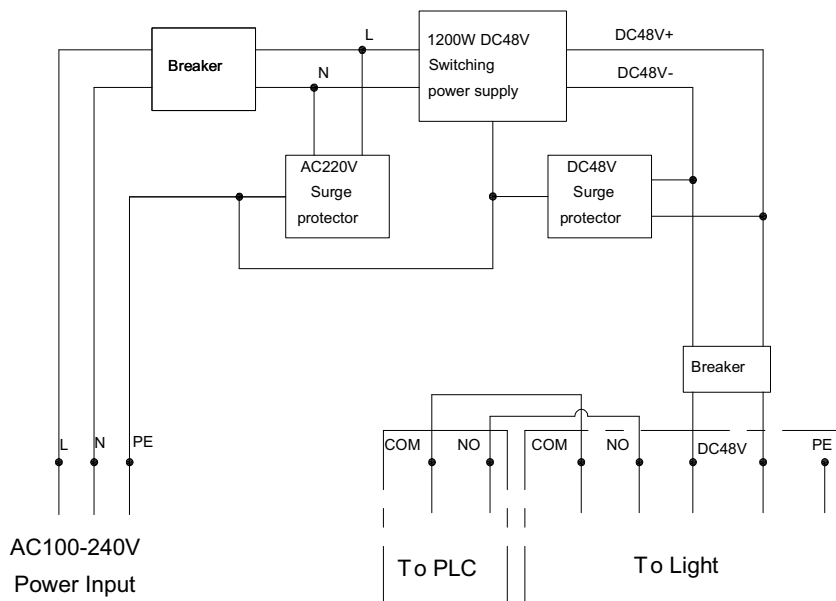 L
1200W DC48V
Switching
power supply
DC48V+
Breaker
N
DC48V-
AC220V
Surge
protector
DC48V
Surge
protector
Breaker
L
N
PE
COM
NO
COM
NO
DC48V
PE
AC100-240V
Power Input
To PLC
To Light